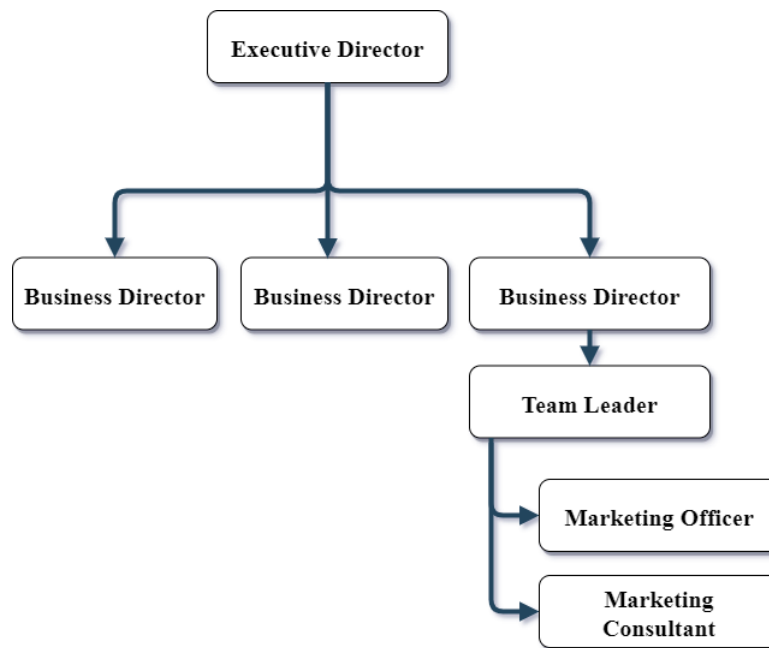 Executive Director
Business Director
Business Director
Business Director
Team Leader
Marketing Officer
Marketing
Consultant